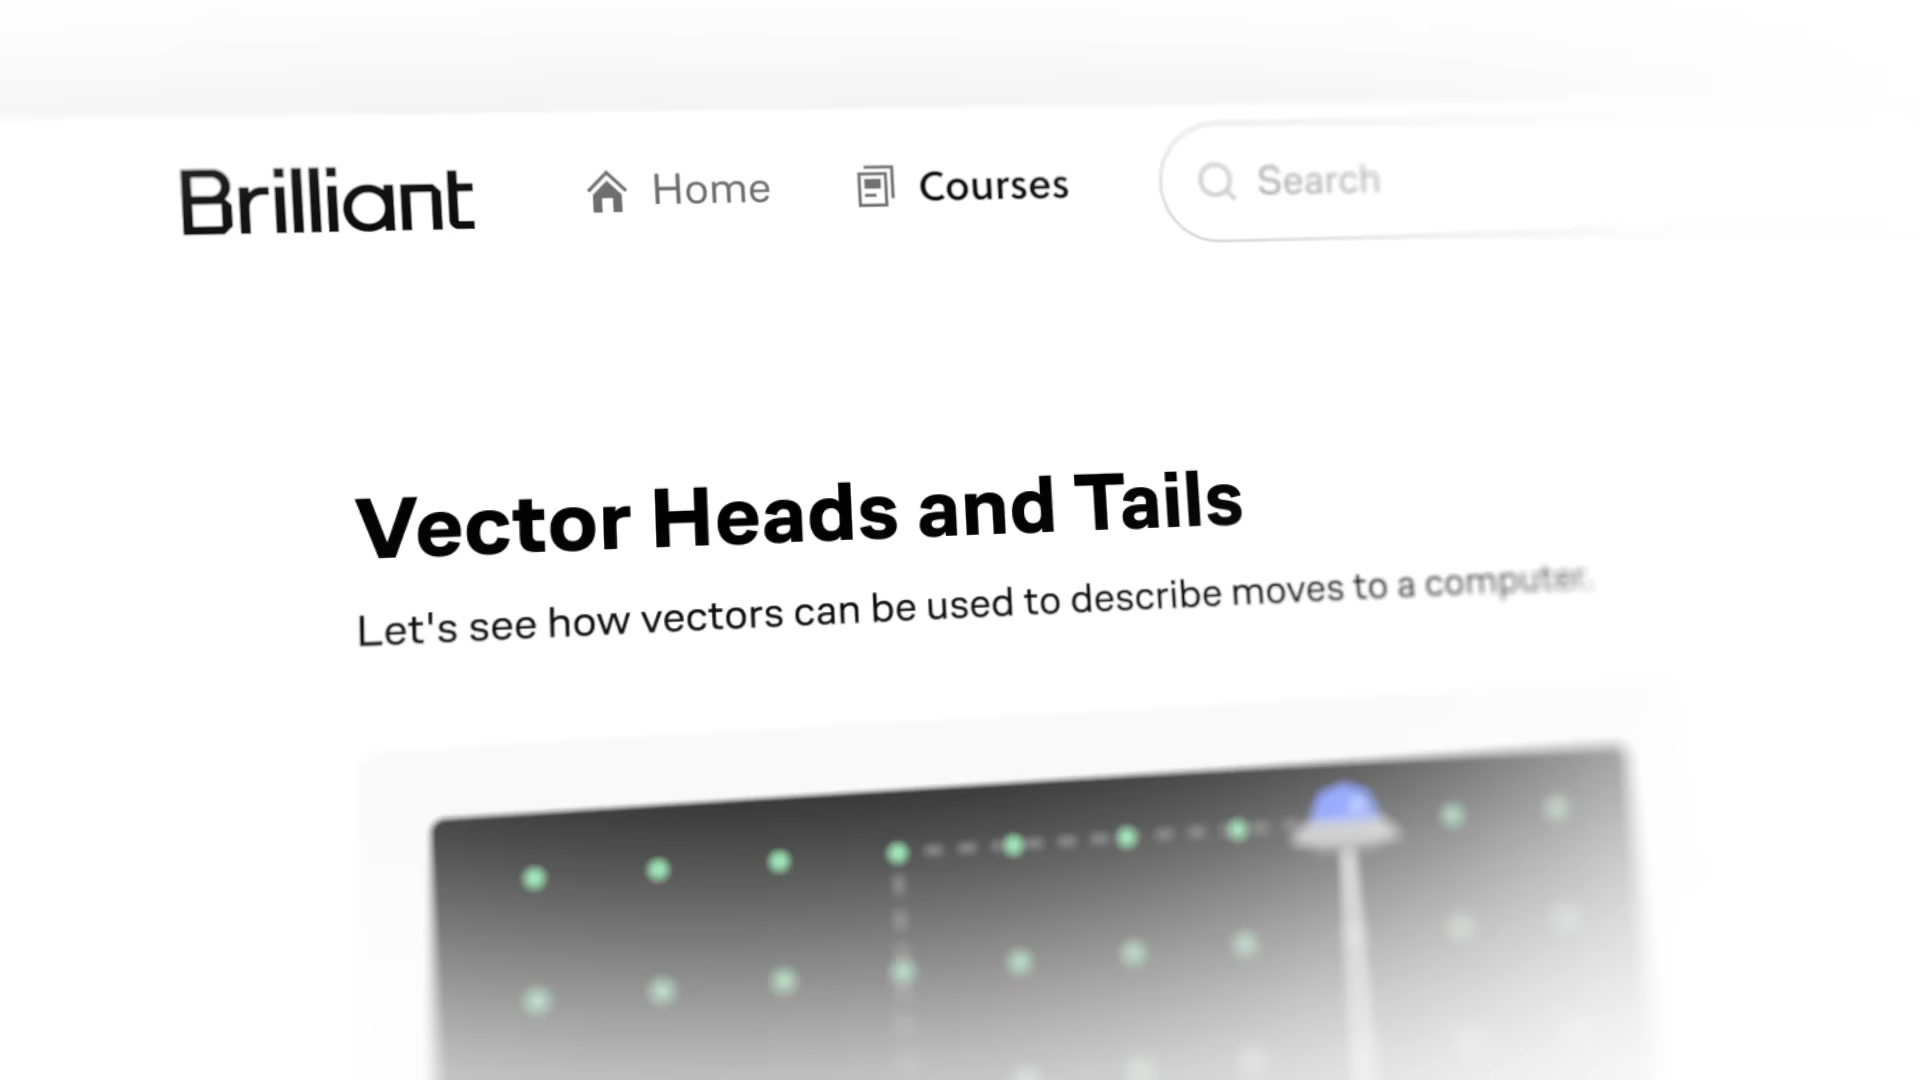 Brilliant Home Courses Search
Vector Heads and Tails
Let's see how vectors can be used to describe moves to a computer.